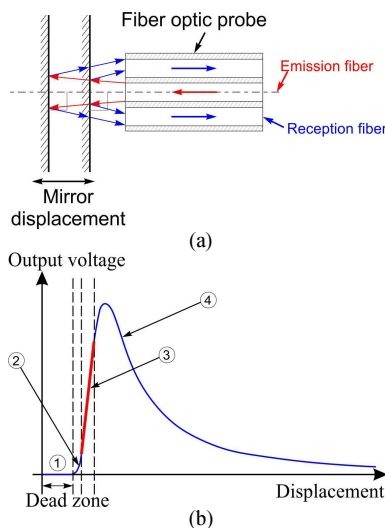 Fiber optic probe
Emission fiber
Reception fiber
Mirror
displacement
(a)
Output voltage
④
②
③
①
Dead zone
Displacement
(b)